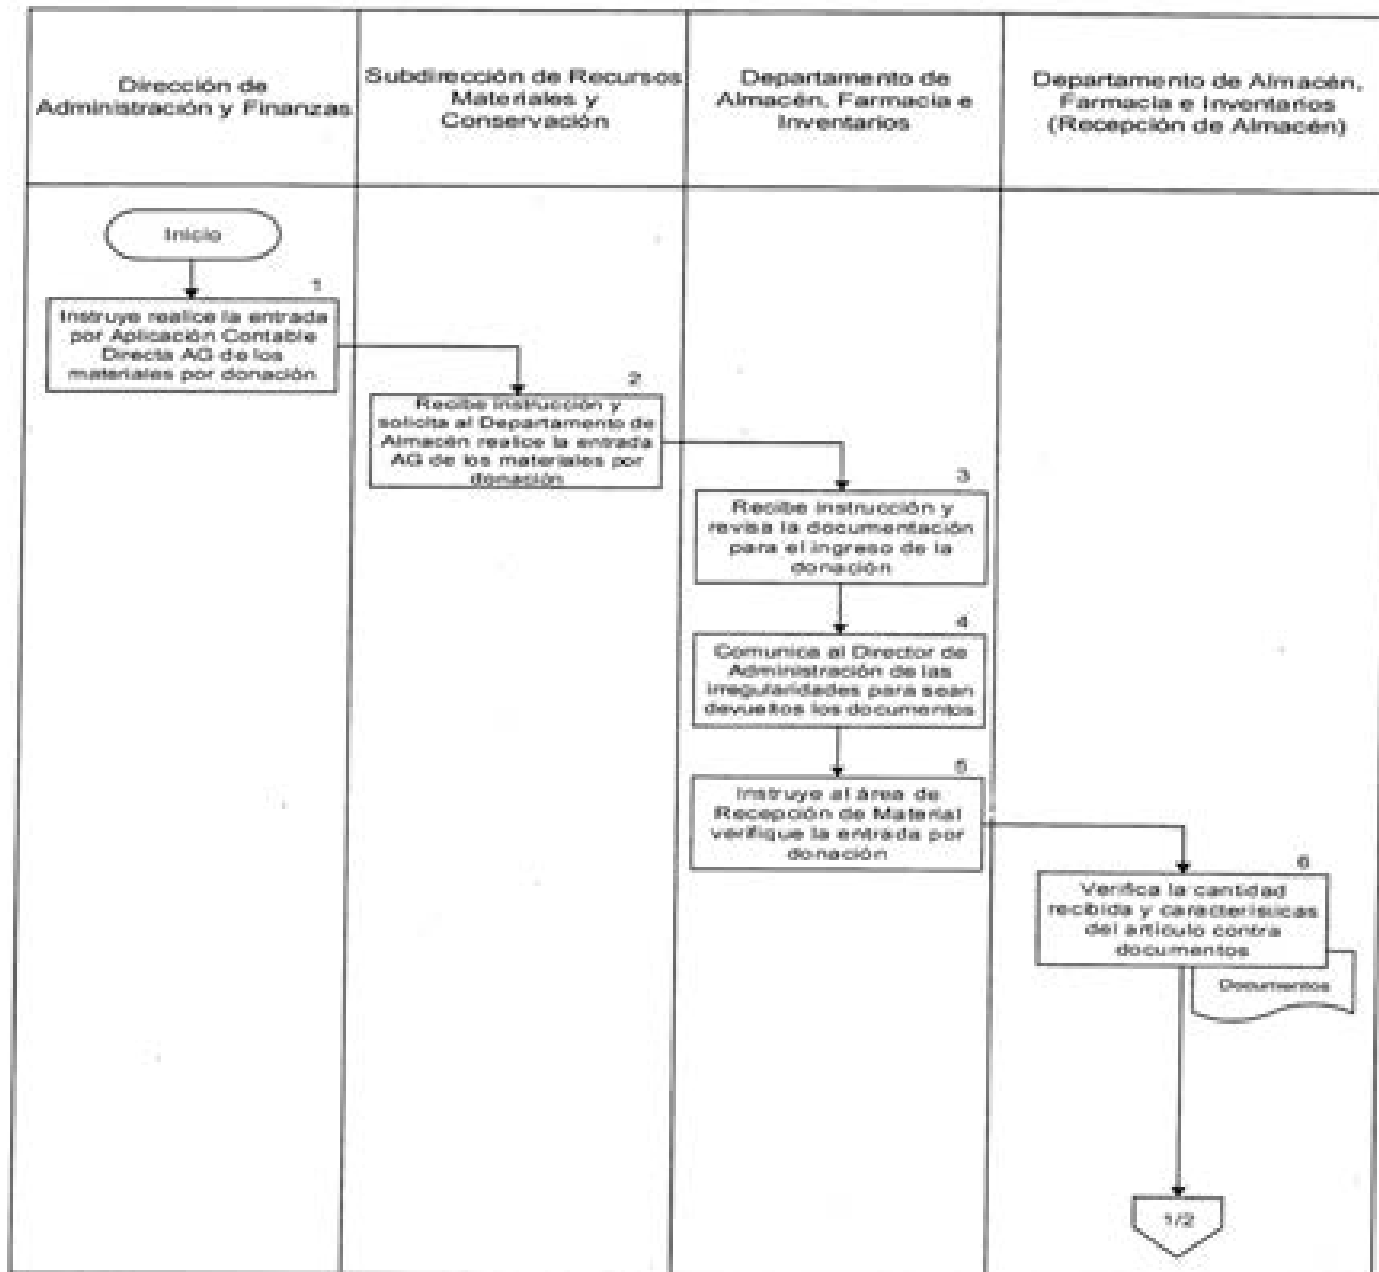 Dirección de
Administración y Finanzas
Subdirección de Recursos
Materiales y
Conservación
Departamento de
Almacén, Farmacia e
Inventarios
Departamento de Almacén,
Farmacia e Inventarios
(Recepción de Almacén)
Inicio
1
Instruye realice la entrada
por Aplicación Contable
Directa AG de los
materiales por donación
2
Recibe instrucción y
solicita al Departamento de
Almacén realice la entrada
AG de los materiales por
donación
3
Recibe instrucción y
revisa la documentación
para el ingreso de la
donación
4
Comunica al Director de
Administración de las
irregularidades para sean
devueltos los documentos
5
Instruye al área de
Recepción de Material
verifique la entrada por
donación
6
Verifica la cantidad
recibida y características
del artículo contra
documentos
Documentos
1/2